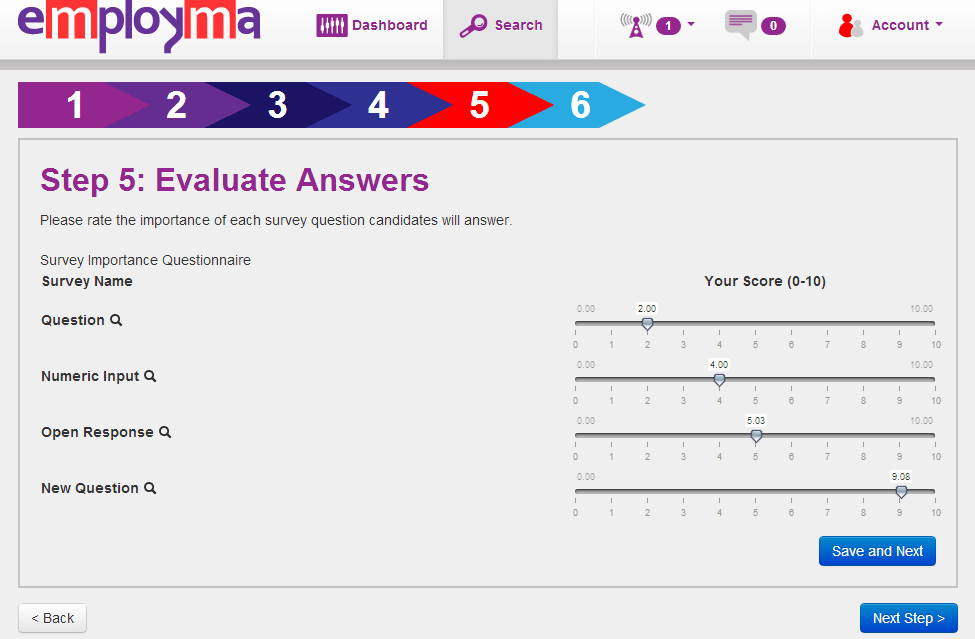 employma
Dashboard
Search
1
0
Account
1 2 3 4 5 6
Step 5: Evaluate Answers
Please rate the importance of each survey question candidates will answer.
Survey Importance Questionnaire
Survey Name Your Score (0-10)
0.00 2.00 10.00
Question
0 1 2 3 4 5 6 7 8 9 10
0.00 4.00 10.00
Numeric Input
0 1 2 3 4 5 6 7 8 9 10
0.00 5.03 10.00
Open Response
0 1 2 3 4 5 6 7 8 9 10
0.00 9.08
New Question
0 1 2 3 4 5 6 7 8 9 10
Save and Next
< Back
Next Step >